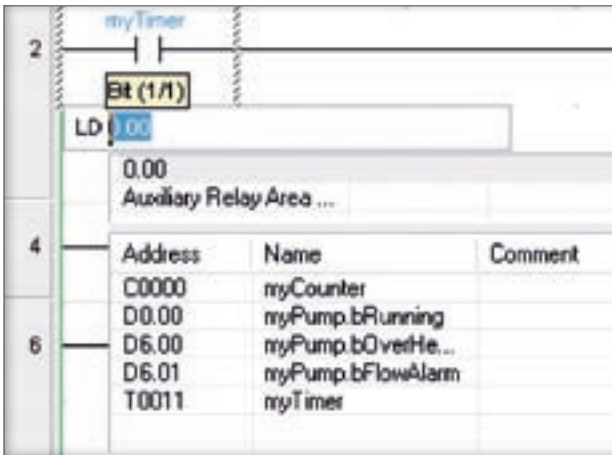 myTimer
2
Bit (1/1)
LD 0.00
0.00
Auxiliary Relay Area ...
4
Address Name Comment
C0000 myCounter
D0.00 myPump.bRunning
6 D6.00 myPump.bOverHe...
D6.01 myPump.bFlowAlarm
T0011 myTimer